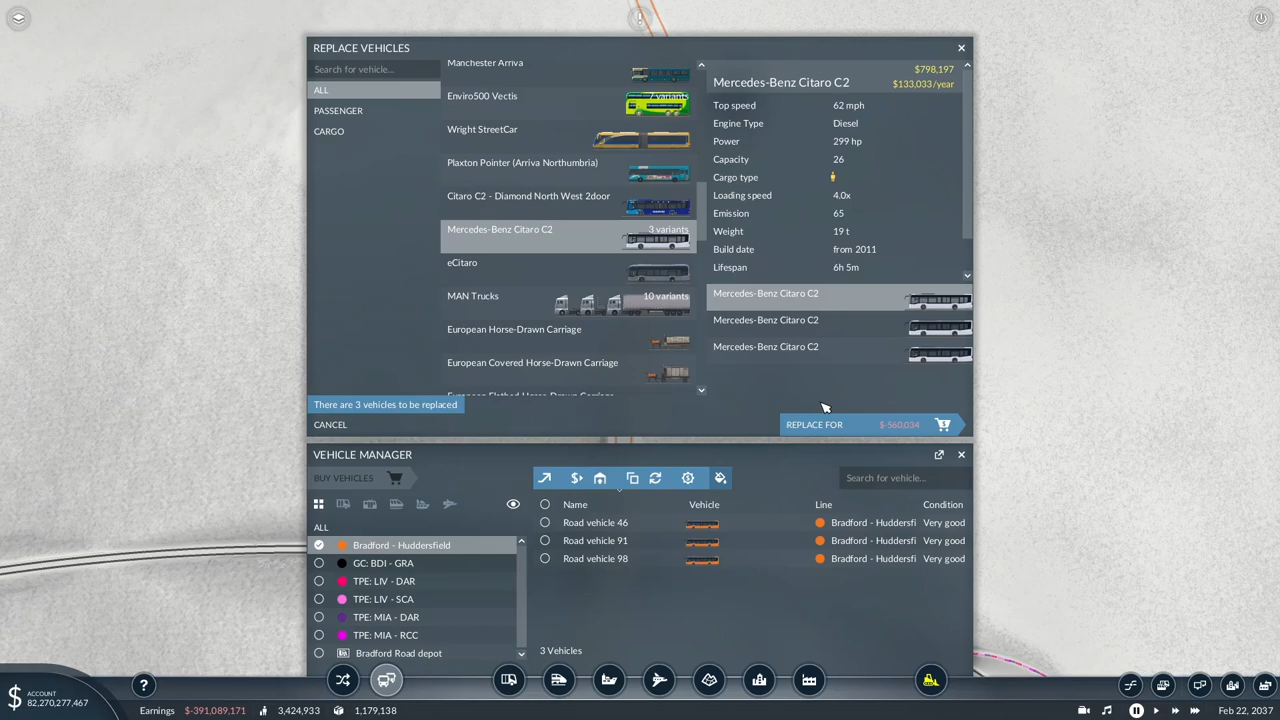 REPLACE VEHICLES
Search for vehicle...
ALL
PASSENGER
CARGO
Manchester Arriva
Enviro500 Vectis
7 variants
Wright StreetCar
Plaxton Pointer (Arriva Northumbria)
Citaro C2 - Diamond North West 2door
Mercedes-Benz Citaro C2
3 variants
eCitaro
MAN Trucks
10 variants
European Horse-Drawn Carriage
European Covered Horse-Drawn Carriage
Mercedes-Benz Citaro C2
$798,197
$133,033/year
Top speed 62 mph
Engine Type Diesel
Power 299 hp
Capacity 26
Cargo type
Loading speed 4.0x
Emission 65
Weight 19 t
Build date from 2011
Lifespan 6h 5m
Mercedes-Benz Citaro C2
Mercedes-Benz Citaro C2
Mercedes-Benz Citaro C2
There are 3 vehicles to be replaced
CANCEL
REPLACE FOR $-560,034
VEHICLE MANAGER
BUY VEHICLES
Search for vehicle...
ALL
Bradford - Huddersfield
GC: BDI - GRA
TPE: LIV - DAR
TPE: LIV - SCA
TPE: MIA - DAR
TPE: MIA - RCC
Bradford Road depot
Name Vehicle Line Condition
Road vehicle 46 Bradford - Huddersfi Very good
Road vehicle 91 Bradford - Huddersfi Very good
Road vehicle 98 Bradford - Huddersfi Very good
3 Vehicles
$ ACCOUNT
82,270,277,467
?
Earnings $-391,089,171 3,424,933 1,179,138
Feb 22, 2037